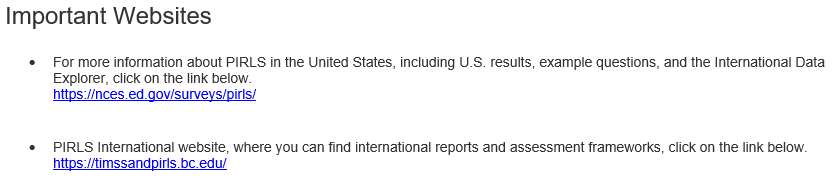 Important Websites
• For more information about PIRLS in the United States, including U.S. results, example questions, and the International Data
Explorer, click on the link below.
https://nces.ed.gov/surveys/pirls/
• PIRLS International website, where you can find international reports and assessment frameworks, click on the link below.
https://timssandpirls.bc.edu/